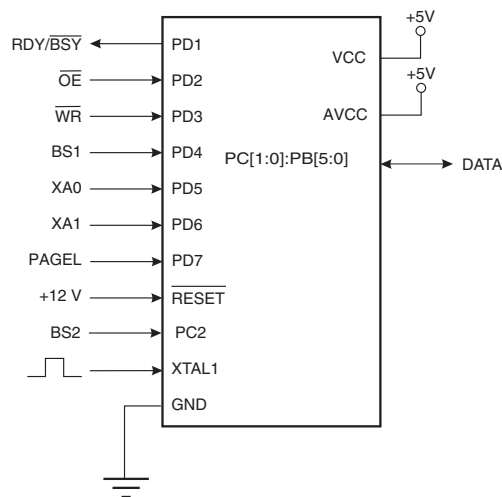 +5V
RDY/BSY PD1
VCC
OE PD2
+5V
WR PD3
AVCC
BS1 PD4
PC[1:0]:PB[5:0]
DATA
XA0 PD5
XA1 PD6
PAGEL PD7
+12 V RESET
BS2 PC2
XTAL1
GND